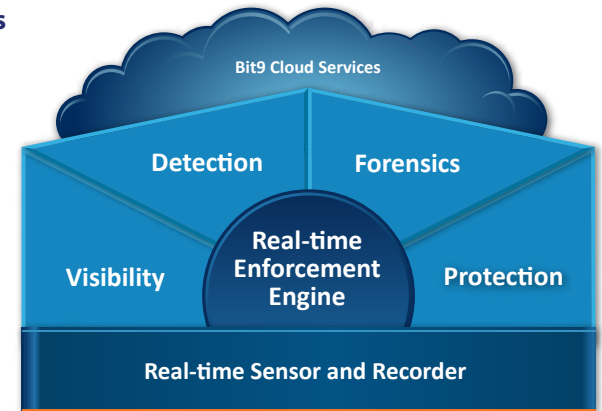 s
Bit9 Cloud Services
Detection
Forensics
Real-time
Enforcement
Engine
Visibility
Protection
Real-time Sensor and Recorder